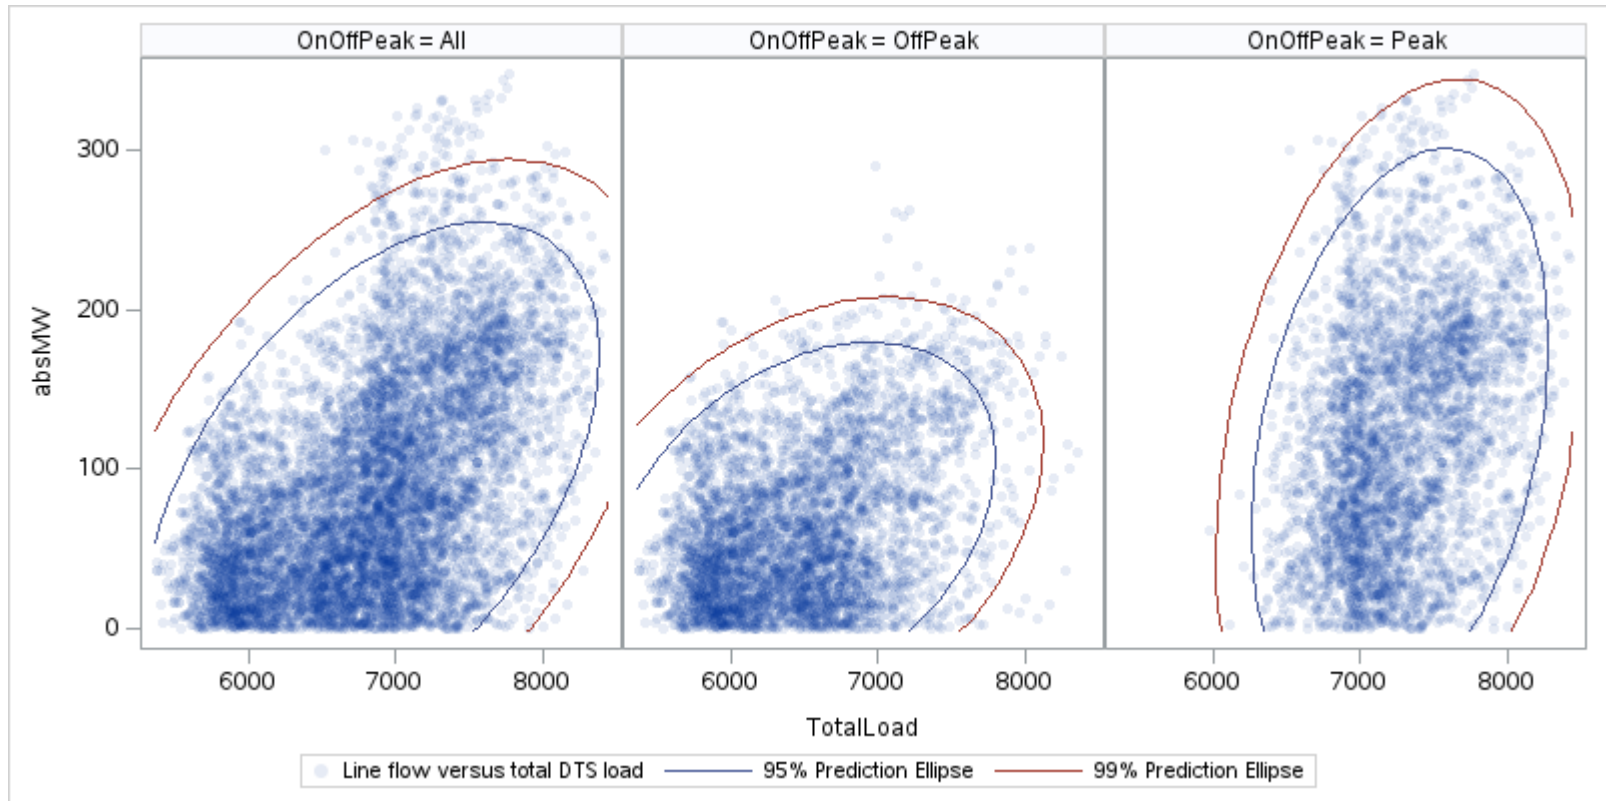 OnOffPeak = All
OnOffPeak = OffPeak
OnOffPeak = Peak
absMW
300
200
100
0
6000 7000 8000
6000 7000 8000
6000 7000 8000
TotalLoad
Line flow versus total DTS load
95% Prediction Ellipse
99% Prediction Ellipse